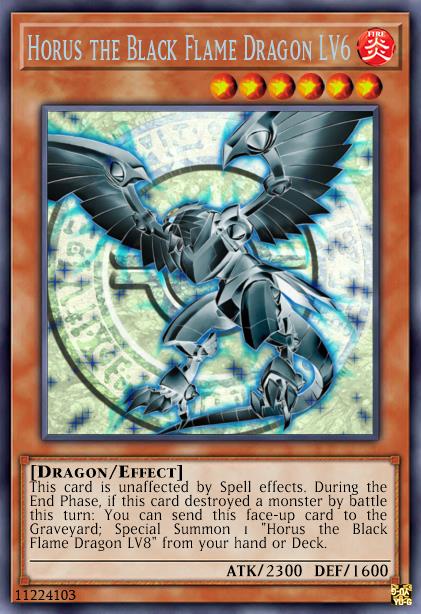 HORUS THE BLACK FLAME DRAGON LV6
FIRE
炎
[DRAGON/EFFECT]
This card is unaffected by Spell effects. During the
End Phase, if this card destroyed a monster by battle
this turn: You can send this face-up card to the
Graveyard; Special Summon 1 "Horus the Black
Flame Dragon LV8" from your hand or Deck.
ATK/2300 DEF/1600
11224103